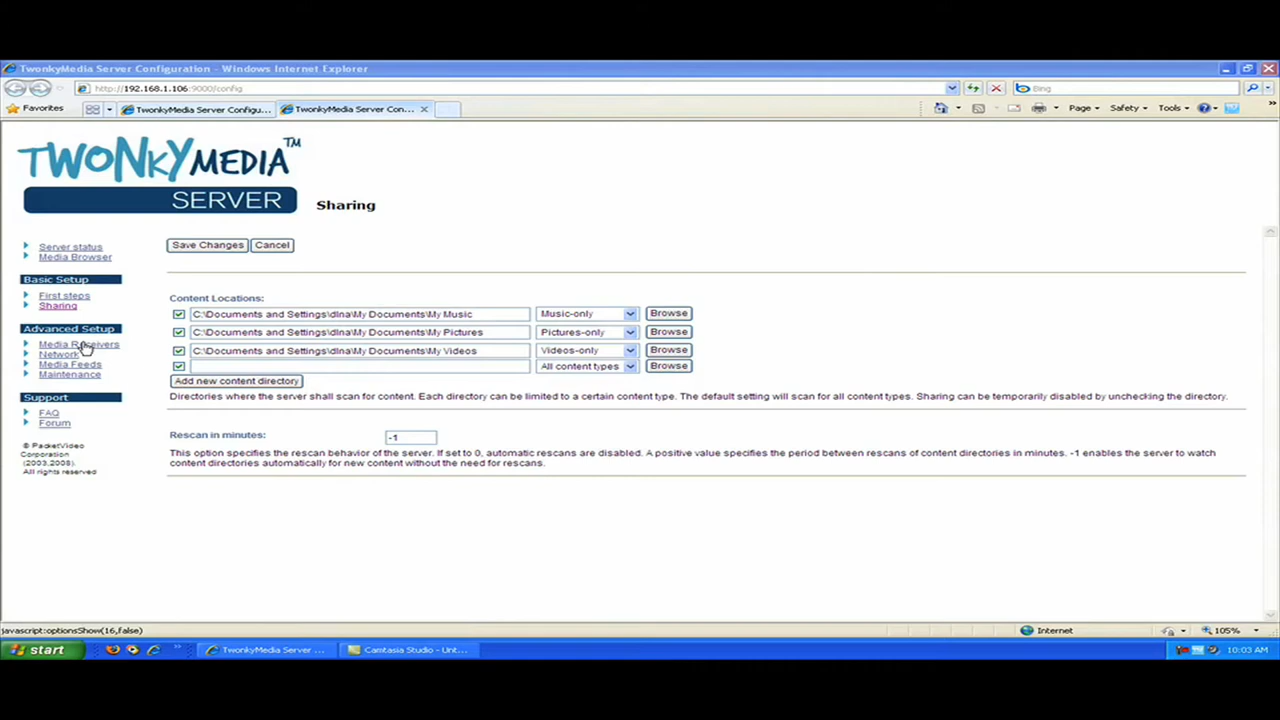 TwonkyMedia Server Configuration - Windows Internet Explorer
http://192.168.1.106:9000/config
Bing
Favorites
TwonkyMedia Server Configu...
TwonkyMedia Server Con...
Page
Safety
Tools
TWONKYMEDIA™
SERVER
Sharing
Server status
Media Browser
Save Changes
Cancel
Basic Setup
First steps
Sharing
Advanced Setup
Media Receivers
Network
Media Feeds
Maintenance
Support
FAQ
Forum
© PacketVideo
Corporation
(2003,2008).
All rights reserved
Content Locations:
C:\Documents and Settings\dlna\My Documents\My Music Music-only Browse
C:\Documents and Settings\dlna\My Documents\My Pictures Pictures-only Browse
C:\Documents and Settings\dlna\My Documents\My Videos Videos-only Browse
All content types Browse
Add new content directory
Directories where the server shall scan for content. Each directory can be limited to a certain content type. The default setting will scan for all content types. Sharing can be temporarily disabled by unchecking the directory.
Rescan in minutes: -1
This option specifies the rescan behavior of the server. If set to 0, automatic rescans are disabled. A positive value specifies the period between rescans of content directories in minutes. -1 enables the server to watch
content directories automatically for new content without the need for rescans.
javascript:optionsShow(16,false)
Internet
105%
start
TwonkyMedia Server ...
Camtasia Studio - Unt...
10:03 AM